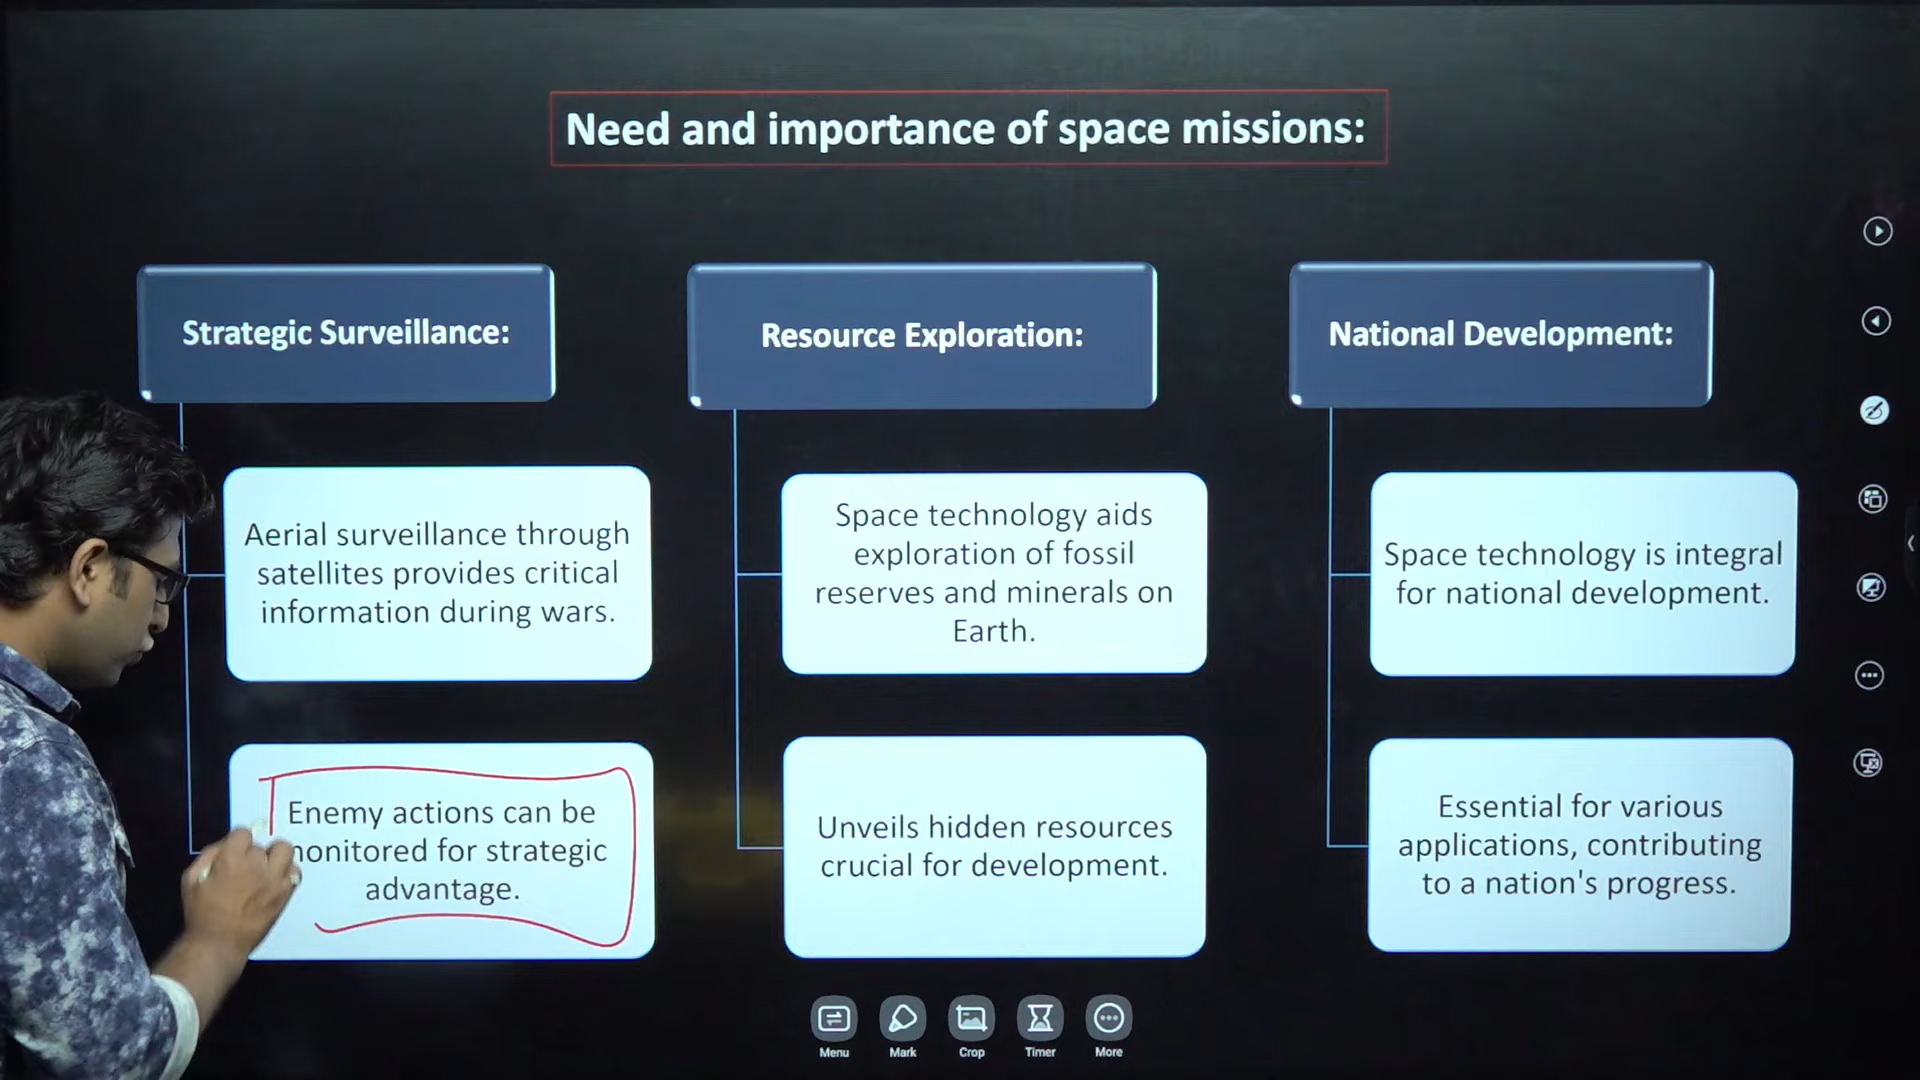 Need and importance of space missions:
Strategic Surveillance:
Aerial surveillance through
satellites provides critical
information during wars.
Enemy actions can be
monitored for strategic
advantage.
Resource Exploration:
Space technology aids
exploration of fossil
reserves and minerals on
Earth.
Unveils hidden resources
crucial for development.
National Development:
Space technology is integral
for national development.
Essential for various
applications, contributing
to a nation's progress.
Menu
Mark
Crop
Timer
More